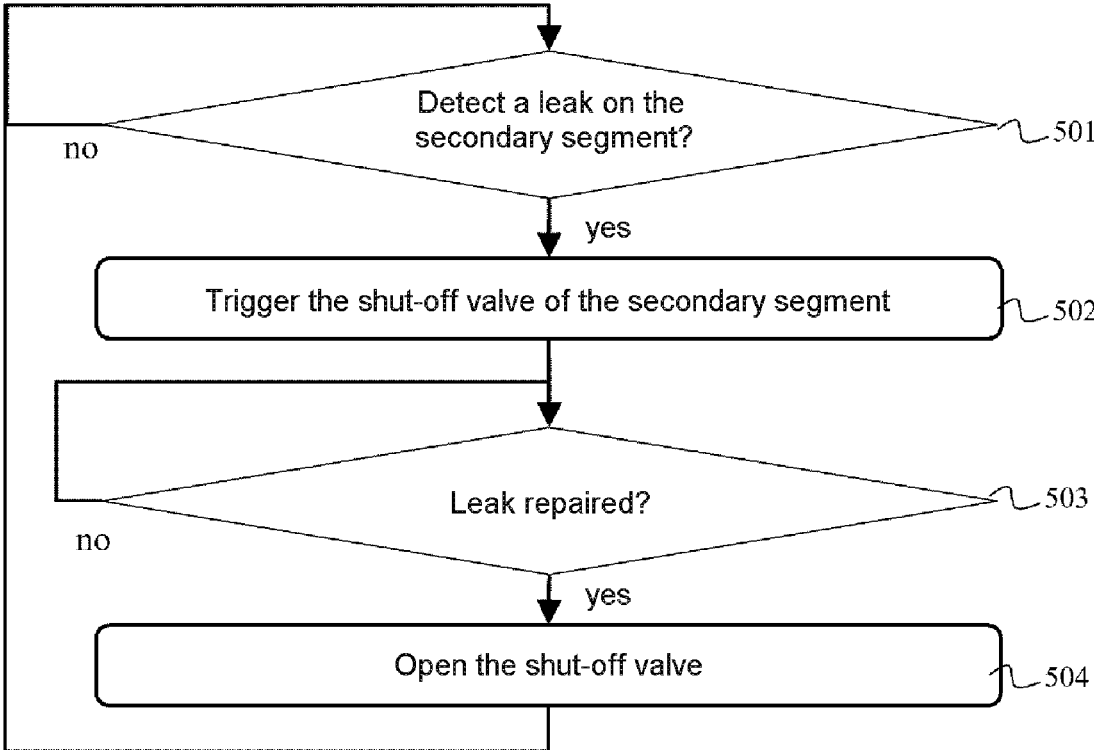 Detect a leak on the
secondary segment?
501
no
yes
Trigger the shut-off valve of the secondary segment
502
Leak repaired?
503
no
yes
Open the shut-off valve
504